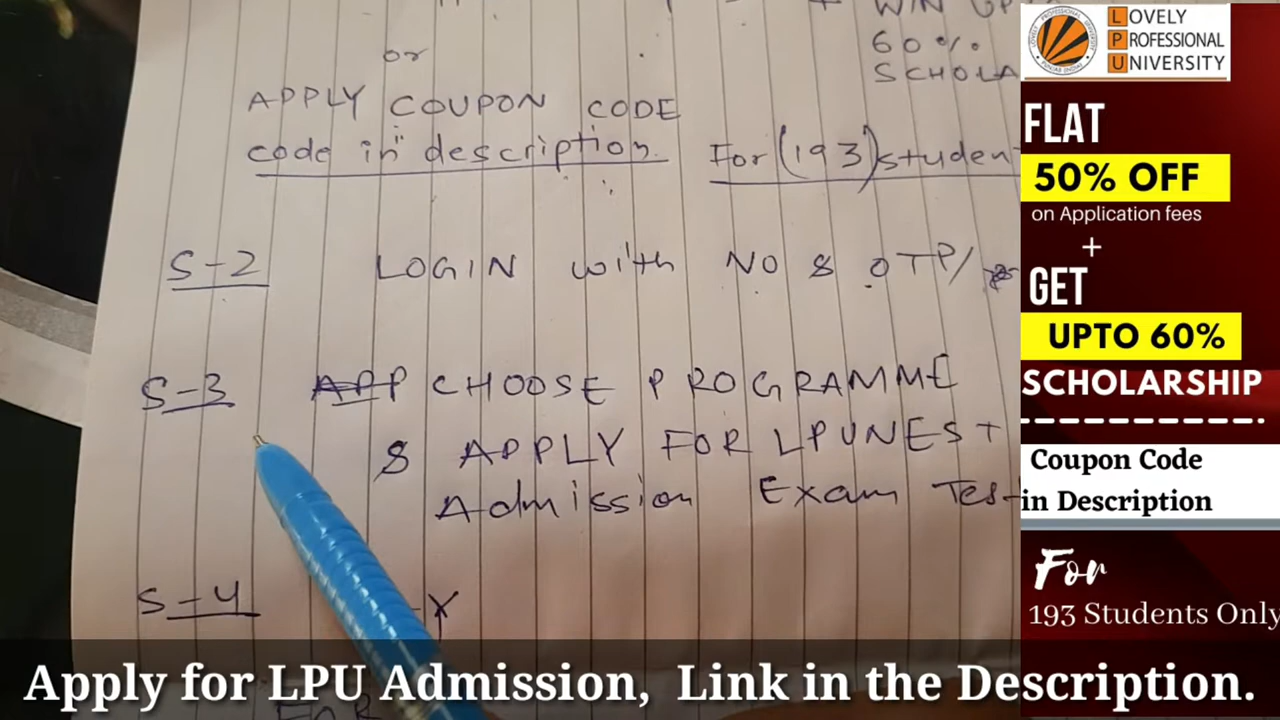 WIN UP
or
60%
SCHOLA
APPLY COUPON CODE
code in" description
For (193) student
S-2 LOGIN with NO & OTP/
S-3 APP CHOOSE PROGRAMME
& APPLY FOR LPUNEST
Admission Exam Test
S-4
FOR
LOVELY
PROFESSIONAL
UNIVERSITY
FLAT
50% OFF
on Application fees
+
GET
UPTO 60%
SCHOLARSHIP
Coupon Code
in Description
For
193 Students Only
Apply for LPU Admission, Link in the Description.